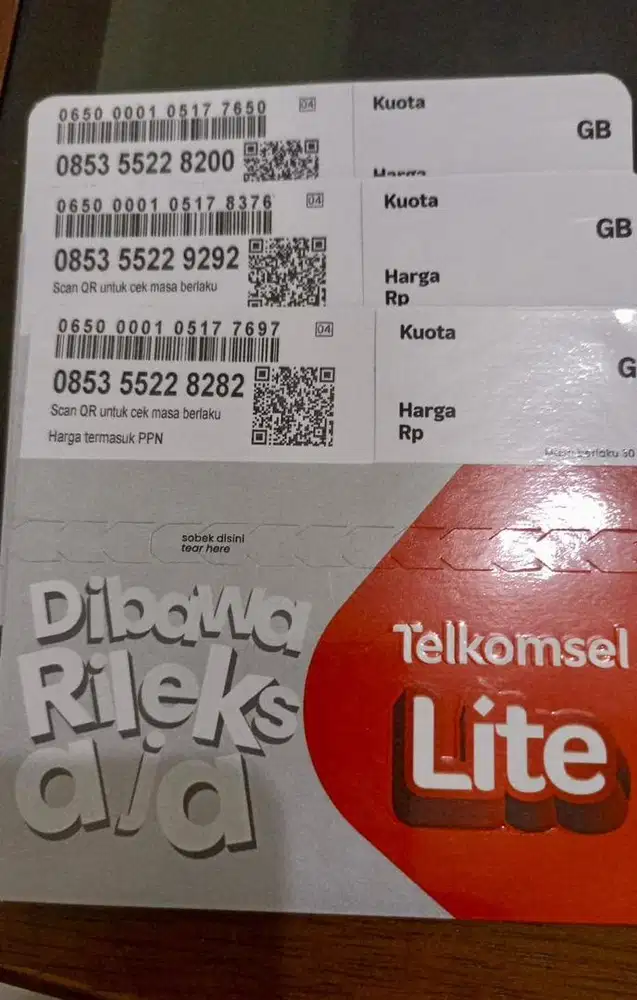 0650 0001 0517 7650 04
0853 5522 8200
Kuota
GB
Harga
0650 0001 0517 8376 04
0853 5522 9292
Scan QR untuk cek masa berlaku
Kuota
GB
Harga
Rp
0650 0001 0517 7697 04
0853 5522 8282
Scan QR untuk cek masa berlaku
Harga termasuk PPN
Kuota
G
Harga
Rp
berlaku 30
sobek disini
tear here
Dibawa
Rileks
aja
Telkomsel
Lite